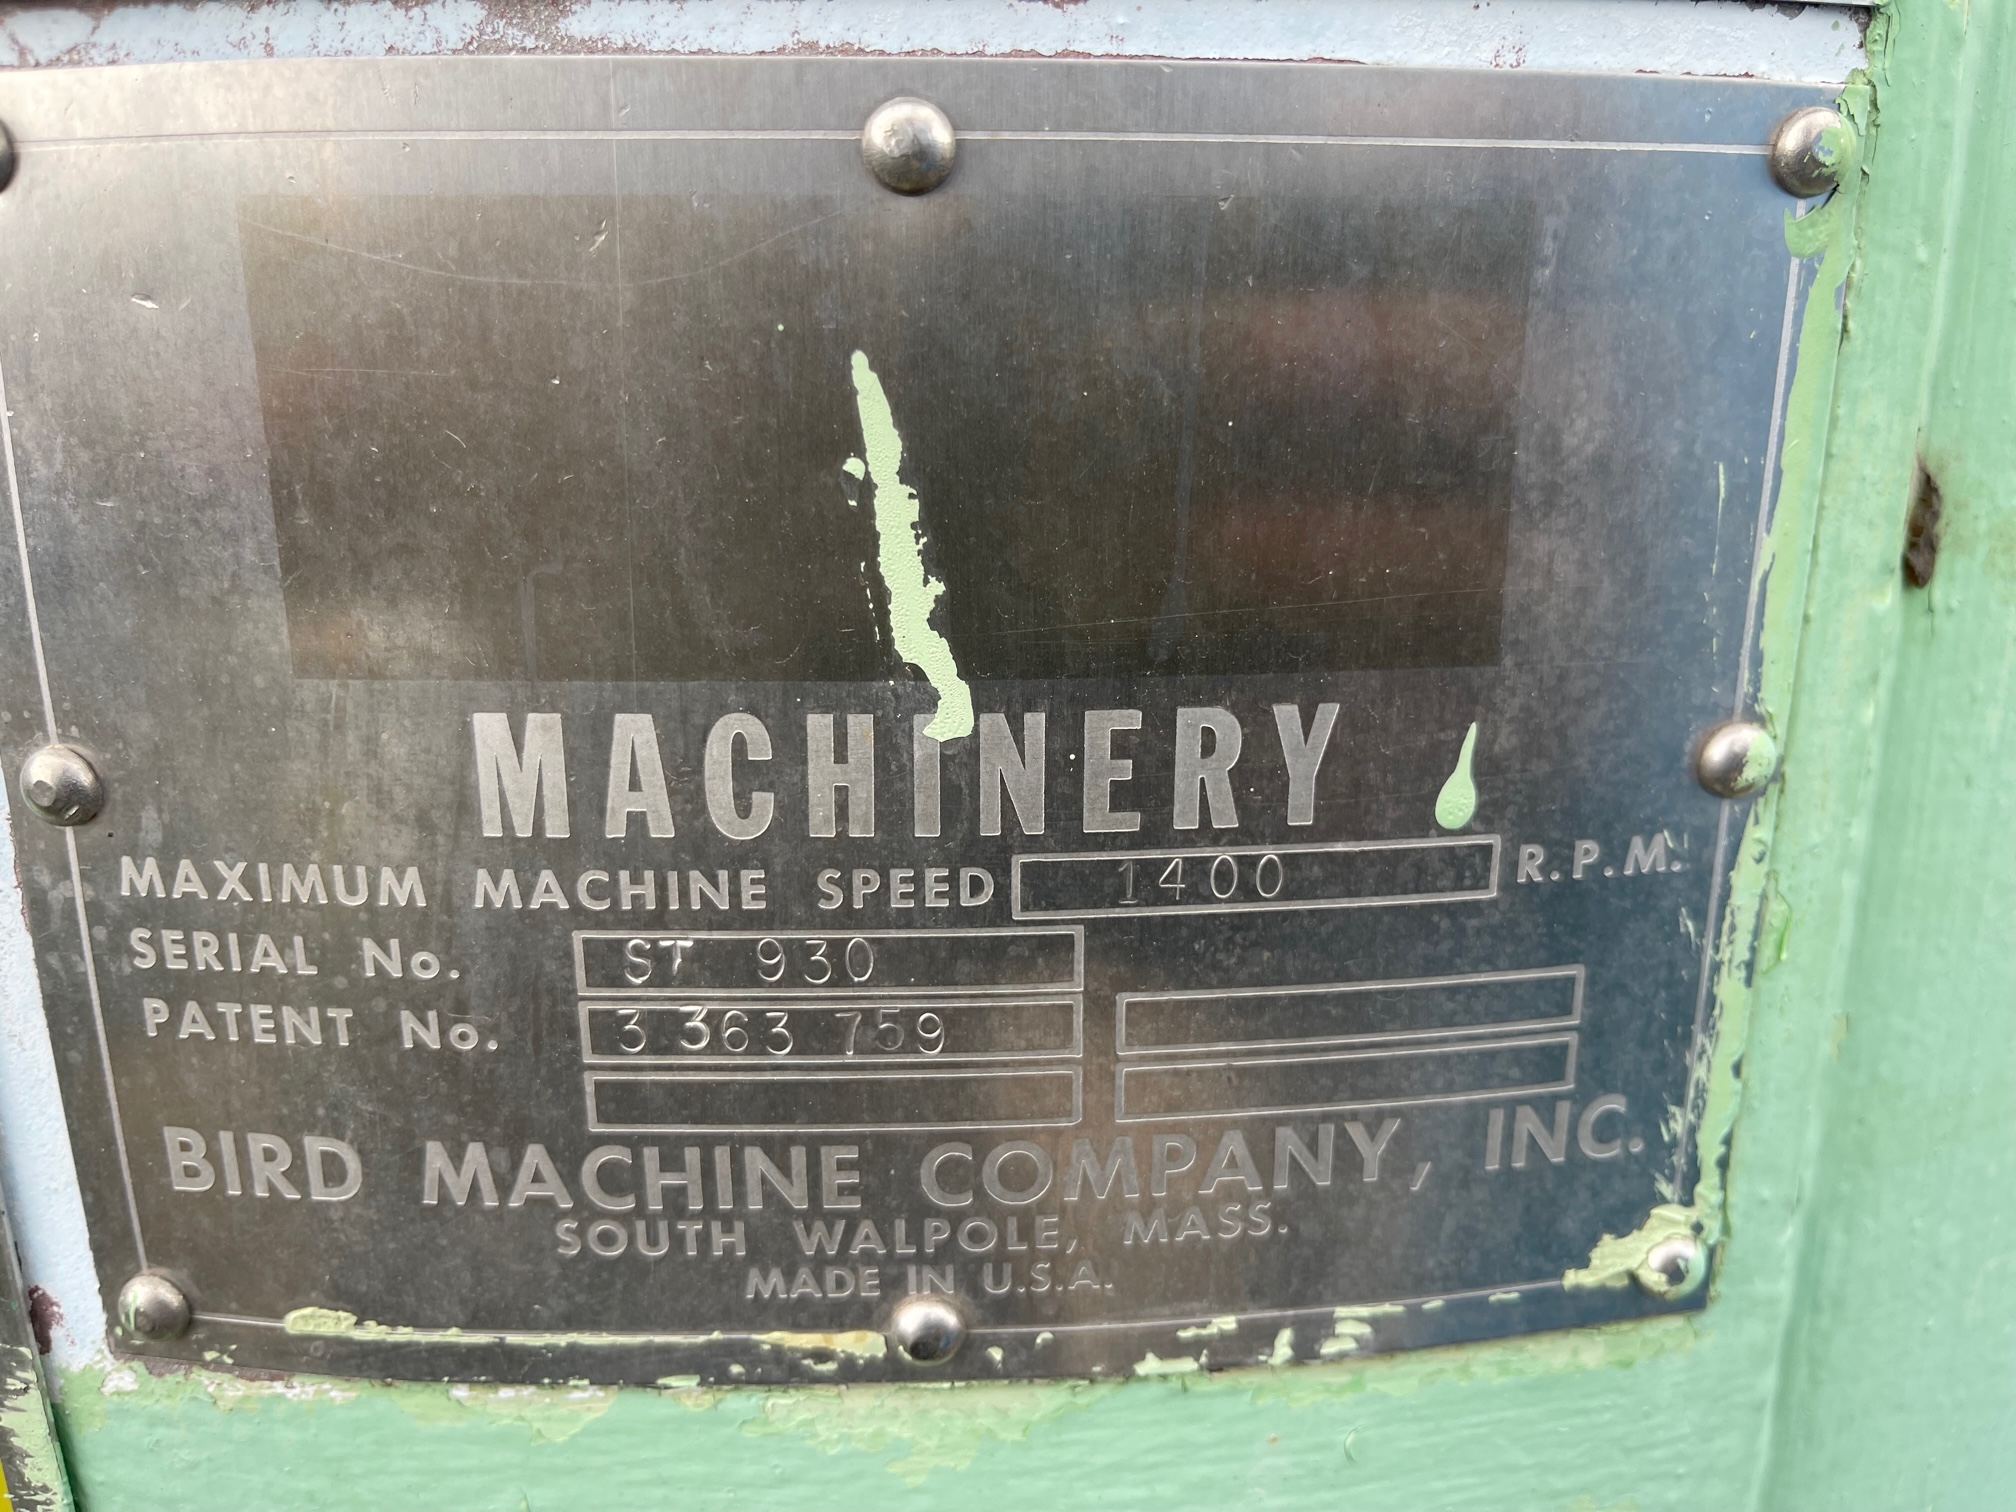 MACHINERY
MAXIMUM MACHINE SPEED 1400 R.P.M.
SERIAL No. ST 930
PATENT No. 3 363 759
BIRD MACHINE COMPANY, INC.
SOUTH WALPOLE, MASS.
MADE IN U.S.A.